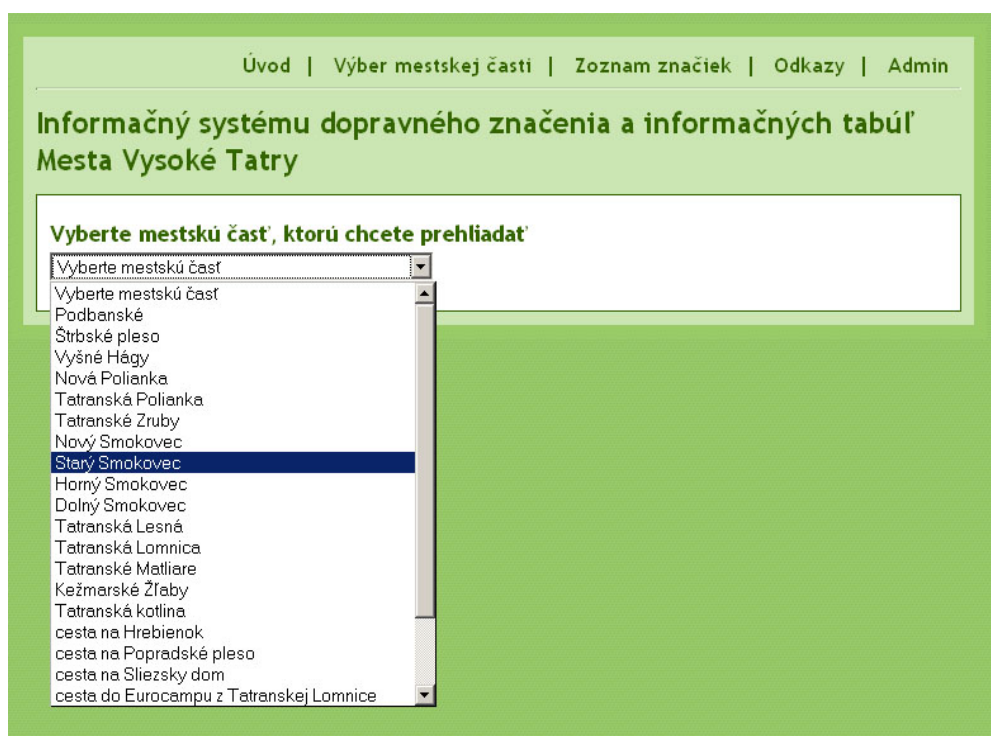 Úvod | Výber mestskej časti | Zoznam značiek | Odkazy | Admin
Informačný systému dopravného značenia a informačných tabúľ
Mesta Vysoké Tatry
Vyberte mestskú časť, ktorú chcete prehliadať
Vyberte mestskú časť
Vyberte mestskú časť
Podbanské
Štrbské pleso
Vyšné Hágy
Nová Polianka
Tatranská Polianka
Tatranské Zruby
Nový Smokovec
Starý Smokovec
Horný Smokovec
Dolný Smokovec
Tatranská Lesná
Tatranská Lomnica
Tatranské Matliare
Kežmarské Žľaby
Tatranská kotlina
cesta na Hrebienok
cesta na Popradské pleso
cesta na Sliezsky dom
cesta do Eurocampu z Tatranskej Lomnice